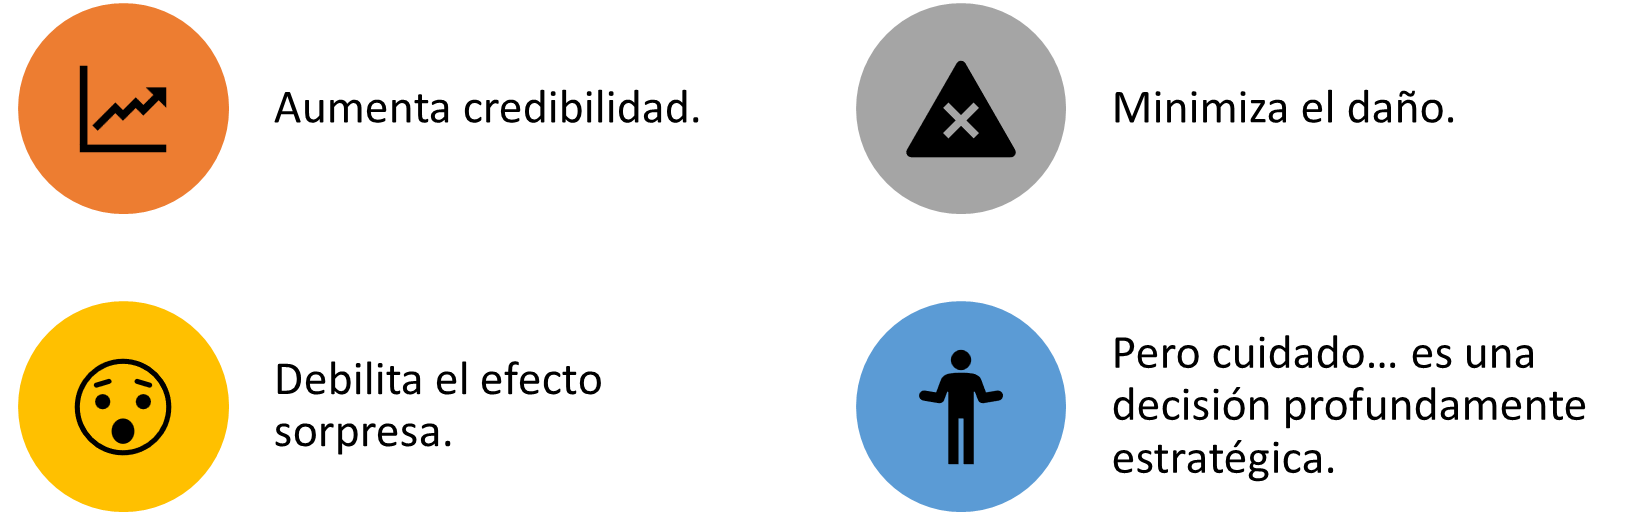 Aumenta credibilidad.
Minimiza el daño.
Debilita el efecto
sorpresa.
Pero cuidado... es una
decisión profundamente
estratégica.